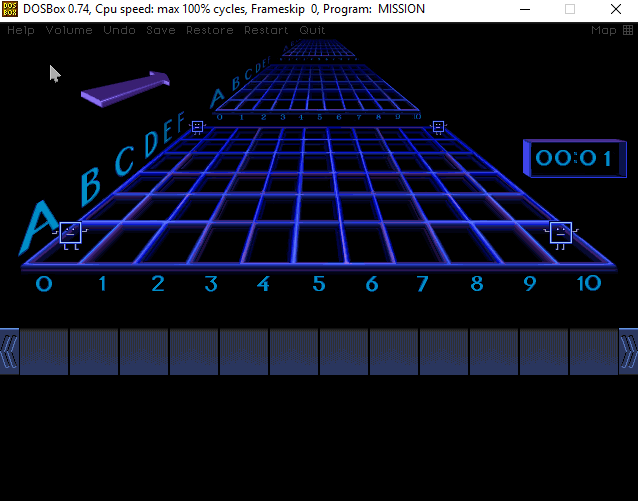 DOS BOX DOSBox 0.74, Cpu speed: max 100% cycles, Frameskip 0, Program: MISSION
Help Volume Undo Save Restore Restart Quit Map
A B C D E F
0 1 2 3 4 5 6 7 8 9 10
00:01
A B C D E F
0 1 2 3 4 5 6 7 8 9 10